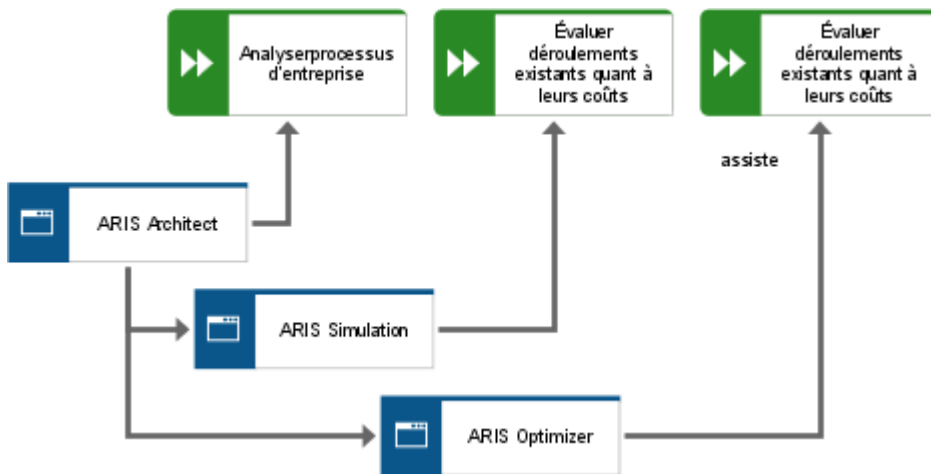 Analyserprocessus
d'entreprise
Évaluer
déroulements
existants quant à
leurs coûts
Évaluer
déroulements
existants quant à
leurs coûts
assiste
ARIS Architect
ARIS Simulation
ARIS Optimizer